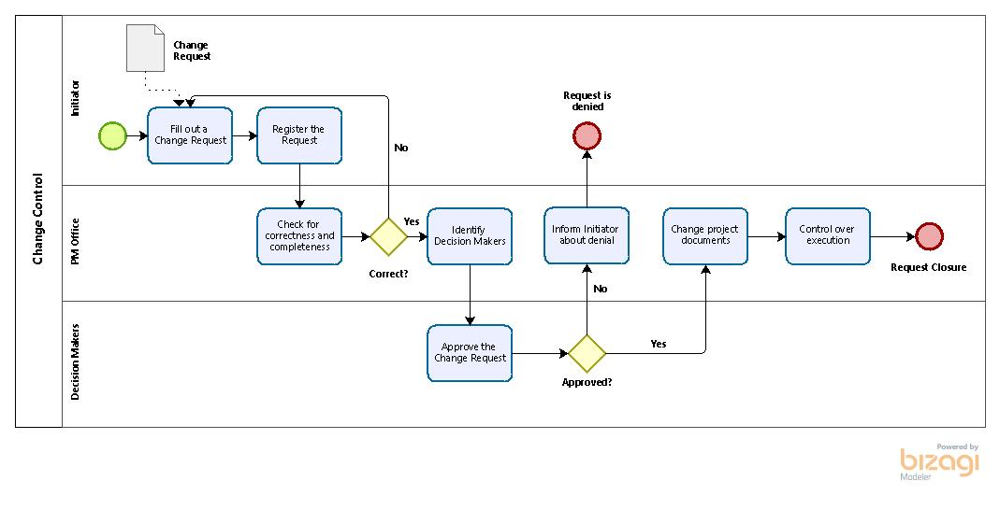 Change Control
Initiator
Change
Request
Fill out a
Change Request
Register the
Request
No
Request is
denied
PM Office
Check for
correctness and
completeness
Correct?
Yes
Identify
Decision Makers
Inform Initiator
about denial
No
Change project
documents
Control over
execution
Request Closure
Decision Makers
Approve the
Change Request
Approved?
Yes
Powered by
bizagi
Modeler